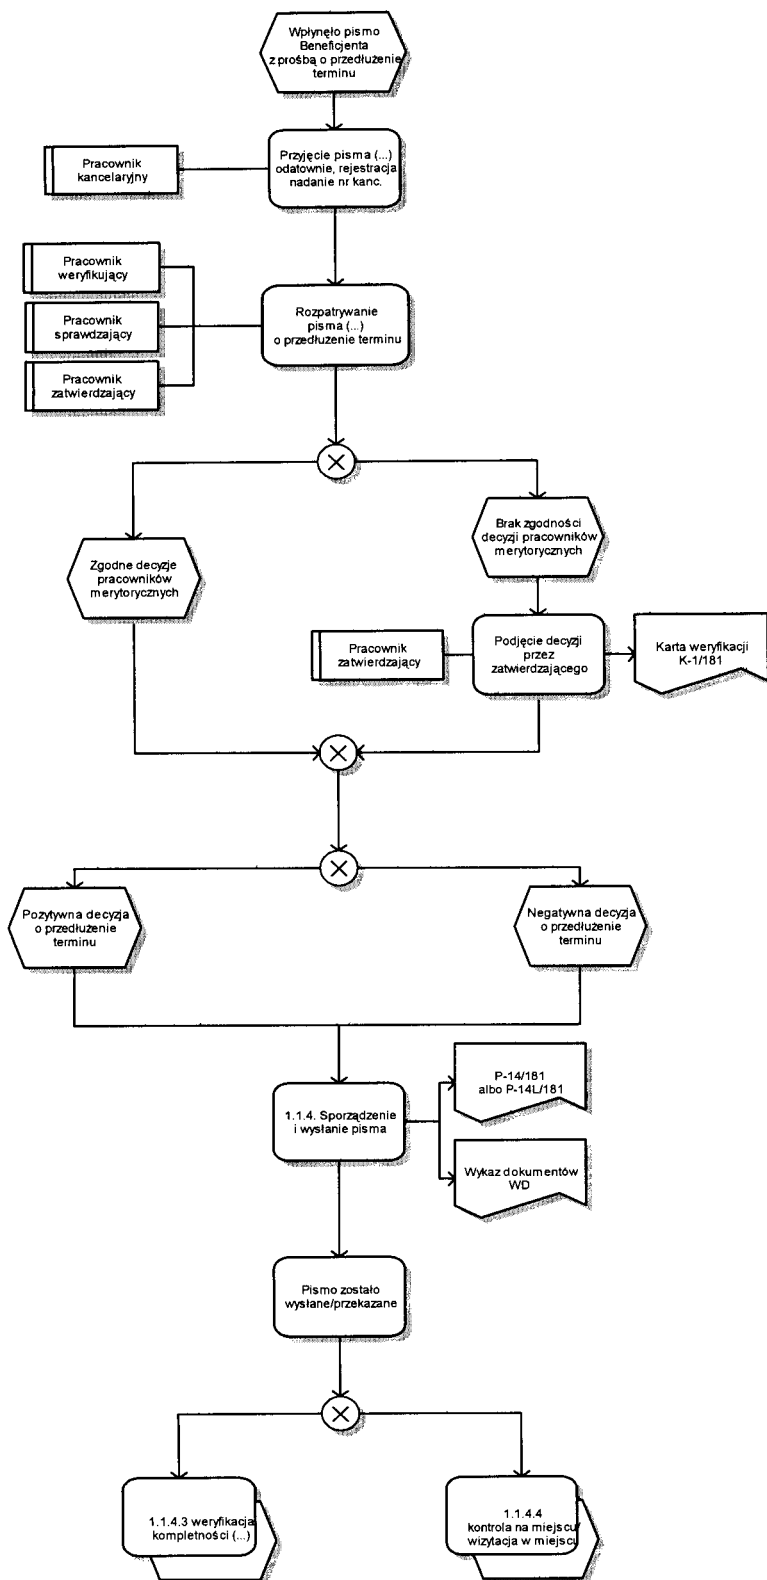 Wpłynęło pismo
Beneficjenta
z prośbą o przedłużenie
terminu
Pracownik
kancelaryjny
Przyjęcie pisma (...)
odatownie, rejestracja
nadanie nr kanc.
Pracownik
weryfikujący
Pracownik
sprawdzający
Pracownik
zatwierdzający
Rozpatrywanie
pisma (...)
o przedłużenie terminu
Zgodne decyzje
pracowników
merytorycznych
Brak zgodności
decyzji pracowników
merytorycznych
Pracownik
zatwierdzający
Podjęcie decyzji
przez
zatwierdzającego
Karta weryfikacji
K-1/181
Pozytywna decyzja
o przedłużenie
terminu
Negatywna decyzja
o przedłużenie
terminu
1.1.4. Sporządzenie
i wysłanie pisma
P-14/181
albo P-14L/181
Wykaz dokumentów
WD
Pismo zostało
wysłane/przekazane
1.1.4.3 weryfikacja
kompletności (...)
1.1.4.4
kontrola na miejscu/
wizytacja w miejscu